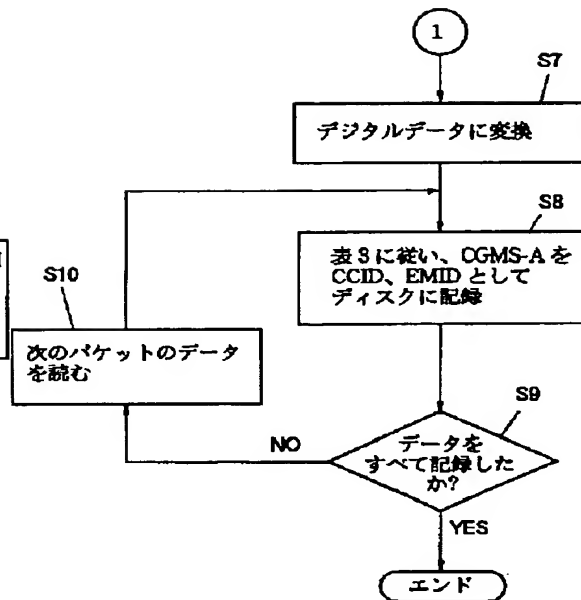 1
S7
デジタルデータに変換
S8
表3に従い、CGMS-Aを
CCID、EMIDとして
ディスクに記録
S10
次のパケットのデータ
を読む
S9
データを
すべて記録した
か?
NO
YES
エンド